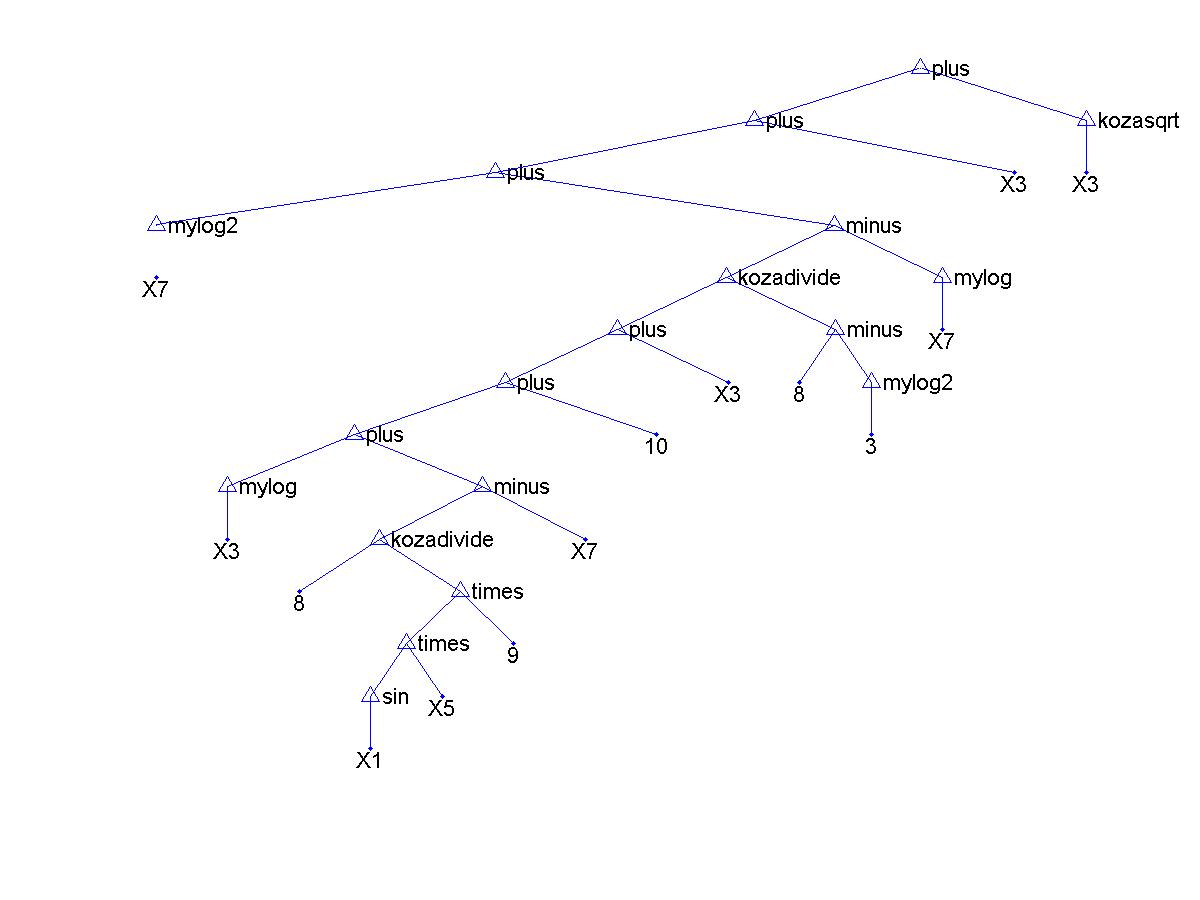 plus
plus kozasqrt
plus X3 X3
mylog2 minus
X7 kozadivide mylog
plus minus X7
plus X3 8 mylog2
plus 10 3
mylog minus
X3 kozadivide X7
8 times
times 9
sin X5
X1